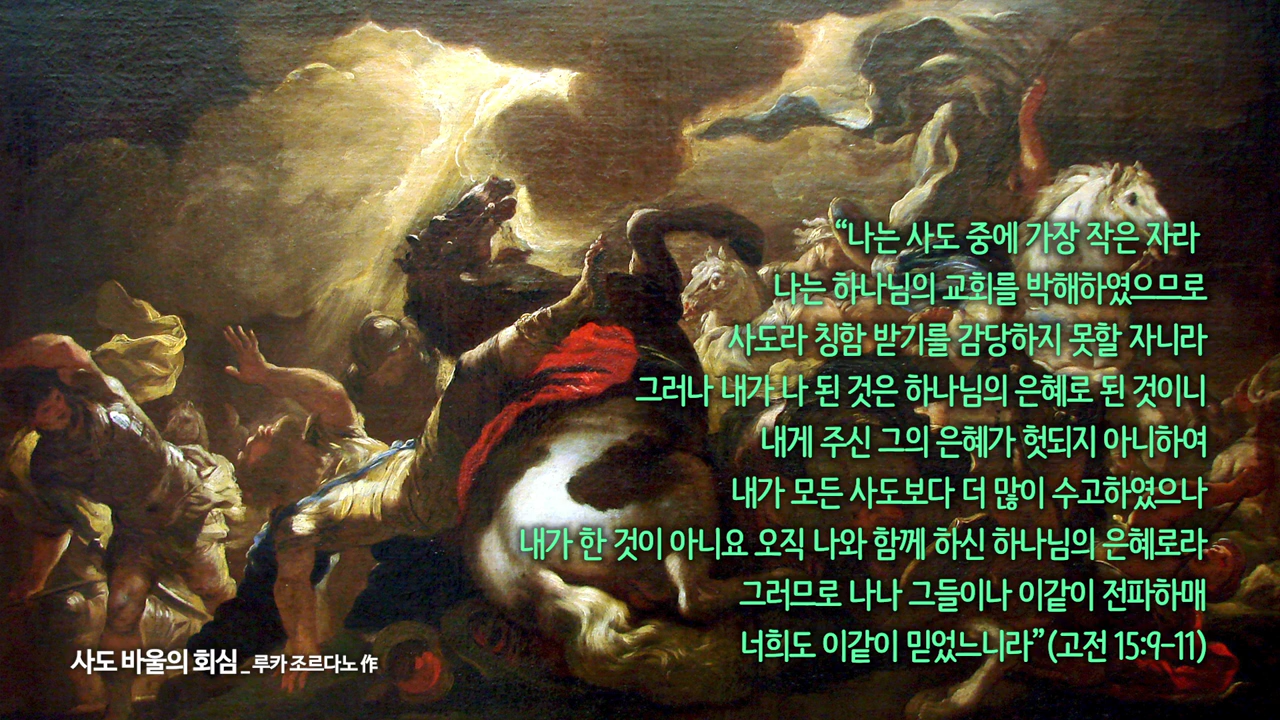 “나는 사도 중에 가장 작은 자라
나는 하나님의 교회를 박해하였으므로
사도라 칭함 받기를 감당하지 못할 자니라
그러나 내가 나 된 것은 하나님의 은혜로 된 것이니
내게 주신 그의 은혜가 헛되지 아니하여
내가 모든 사도보다 더 많이 수고하였으나
내가 한 것이 아니요 오직 나와 함께 하신 하나님의 은혜로라
그러므로 나나 그들이나 이같이 전파하매
너희도 이같이 믿었느니라”(고전 15:9-11)
사도 바울의 회심 _ 루카 조르다노 作